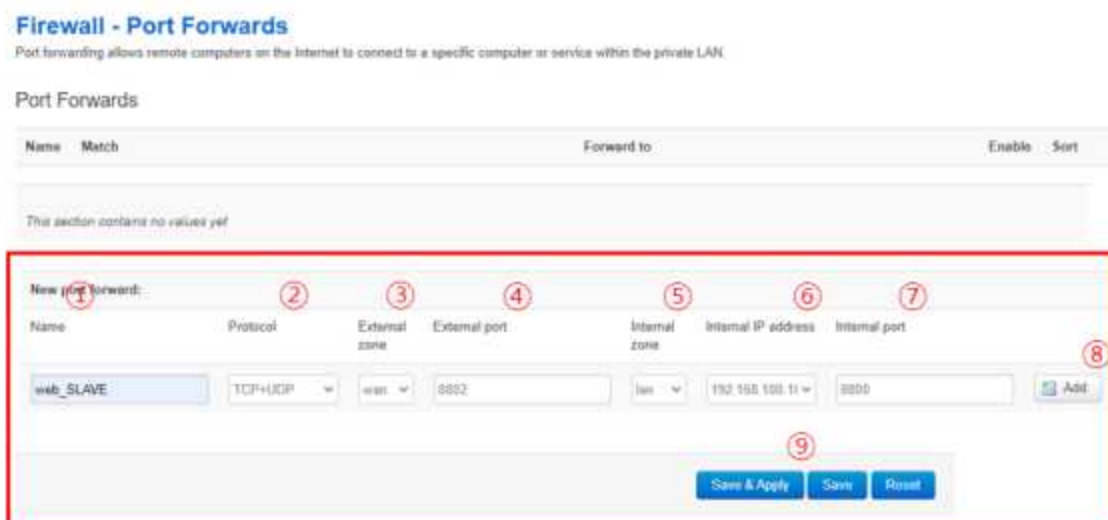 Firewall - Port Forwards
Port forwarding allows remote computers on the Internet to connect to a specific computer or service within the private LAN
Port Forwards
Name Match Forward to Enable Sort
This section contains no values yet
New port forward:
① ② ③ ④ ⑤ ⑥ ⑦
Name Protocol External zone External port Internal zone Internal IP address Internal port
⑧
web_SLAVE TCP+UDP wan 8802 lan 192.168.100. 8800 Add
⑨
Save & Apply Save Reset